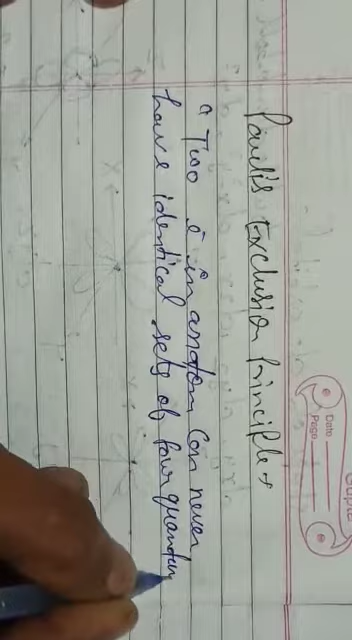 Pauli's Exclusion Principle →
" Two ē in an atom can never
have identical sets of four quantum
Date
Page